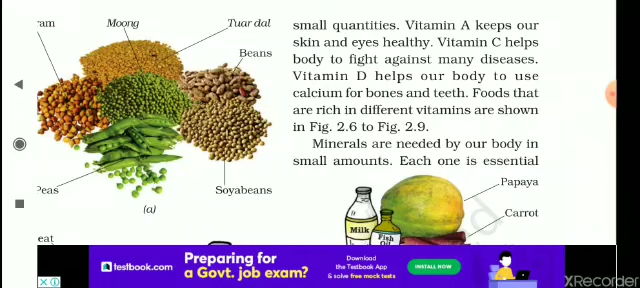 ram
Moong
Tuar dal
Beans
Peas
Soyabeans
(a)
eat
small quantities. Vitamin A keeps our
skin and eyes healthy. Vitamin C helps
body to fight against many diseases.
Vitamin D helps our body to use
calcium for bones and teeth. Foods that
are rich in different vitamins are shown
in Fig. 2.6 to Fig. 2.9.
Minerals are needed by our body in
small amounts. Each one is essential
Papaya
Carrot
Milk
Fish
Oil
testbook.com
Preparing for
a Govt. job exam?
Download
the Testbook App
& solve free mock tests
INSTALL NOW
XRecorder